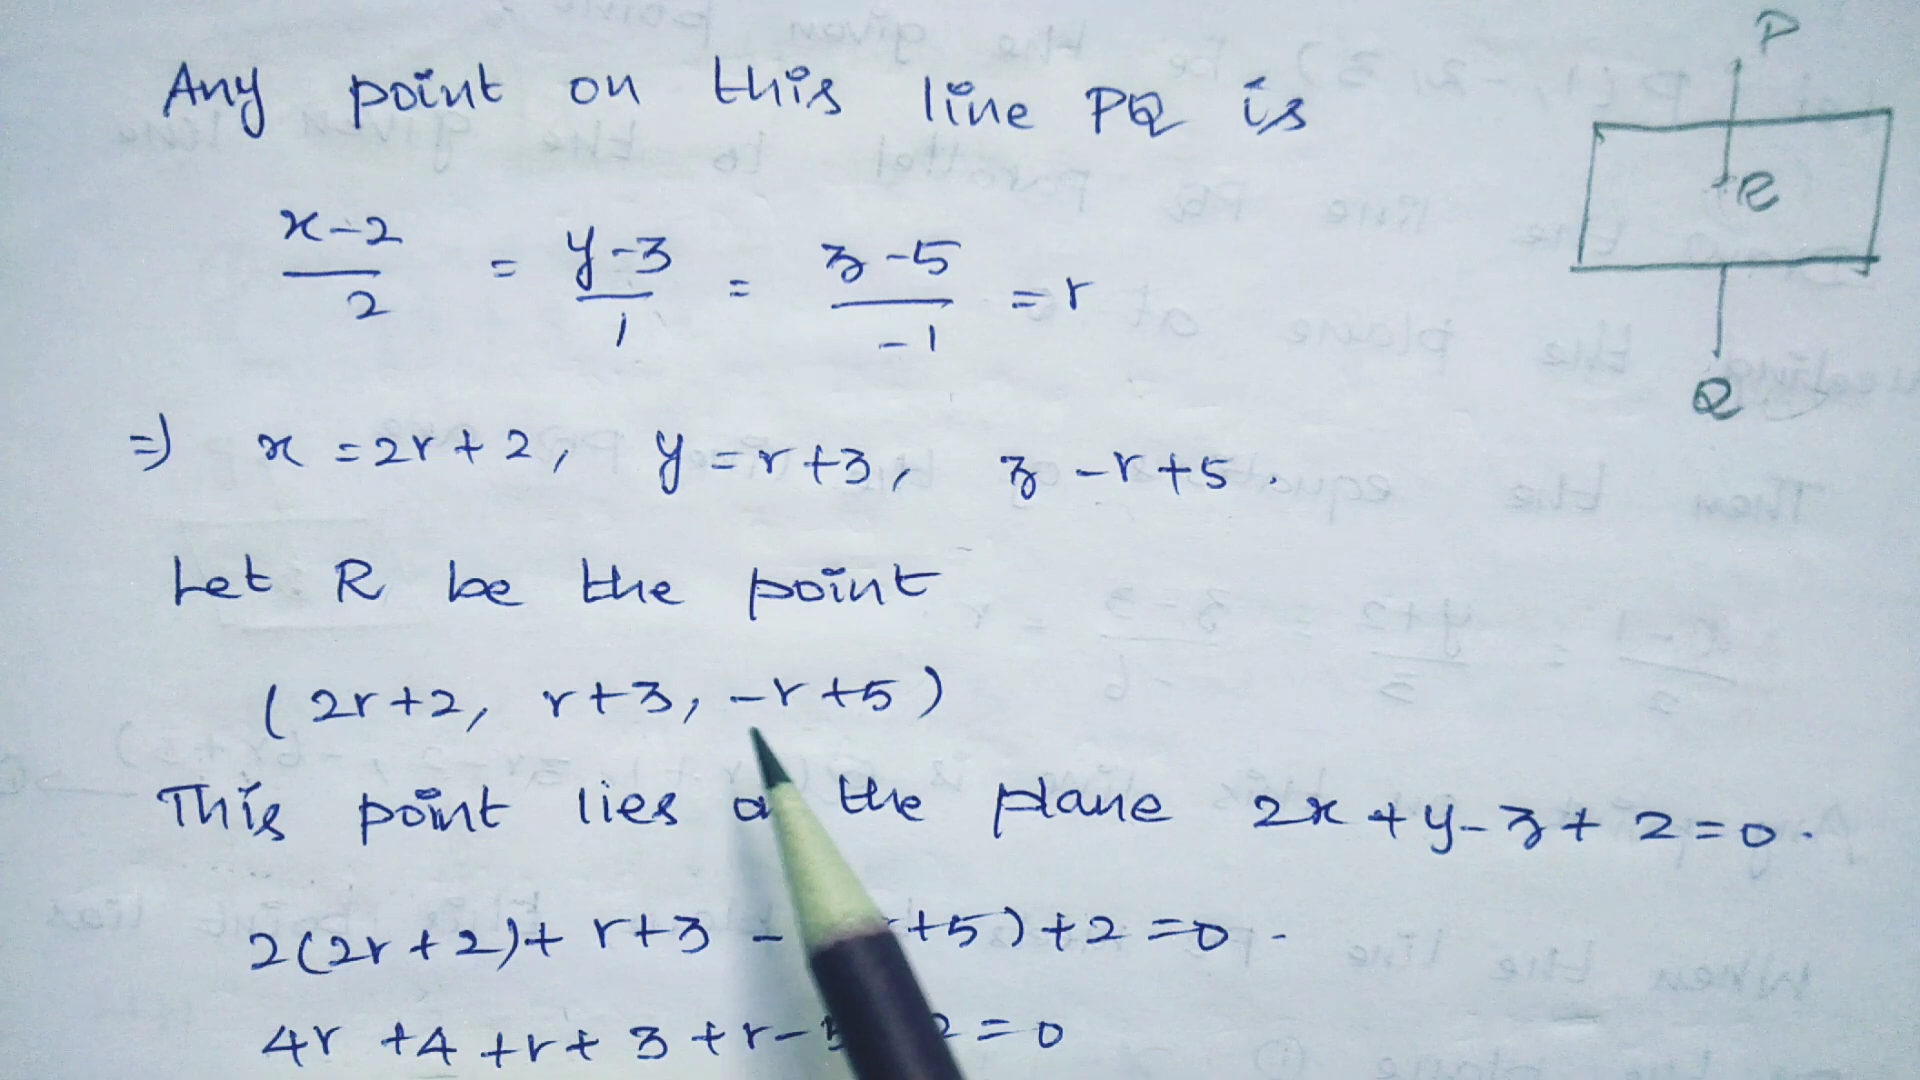 Any point on this line PQ is
x-2/2 = y-3/1 = z-5/-1 = r
⇒ x = 2r + 2, y = r + 3, z - r + 5.
Let R be the point
(2r+2, r+3, -r+5)
This point lies the plane 2x + y - z + 2 = 0.
2(2r+2)+ r+3 - +5)+2 = 0.
4r + 4 + r + 3 + r - = 0
P
R
Q